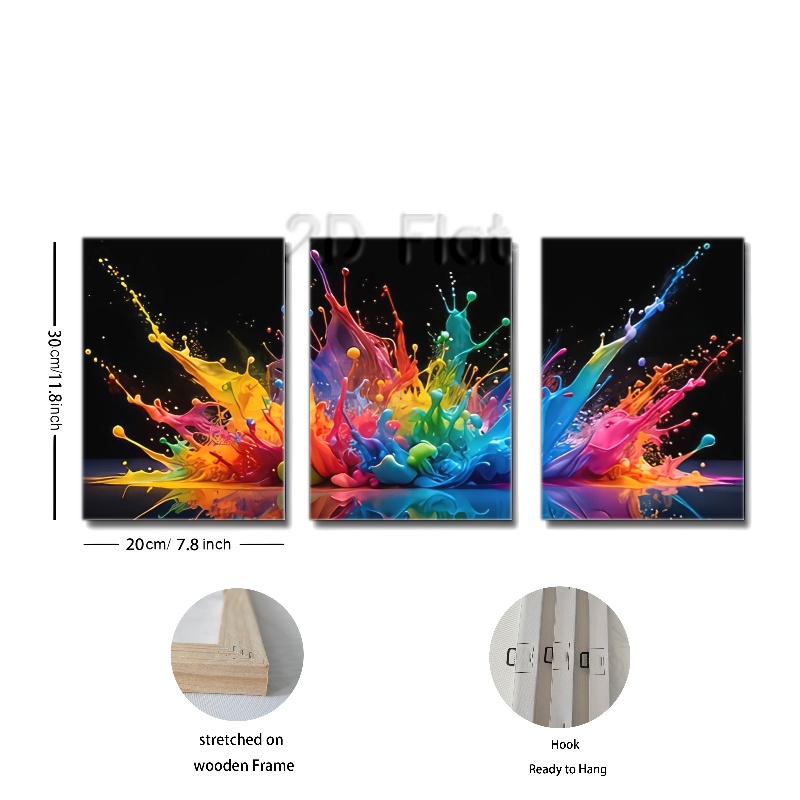 2D Flat
30cm/11.8inch
20cm/ 7.8 inch
stretched on
wooden Frame
Hook
Ready to Hang